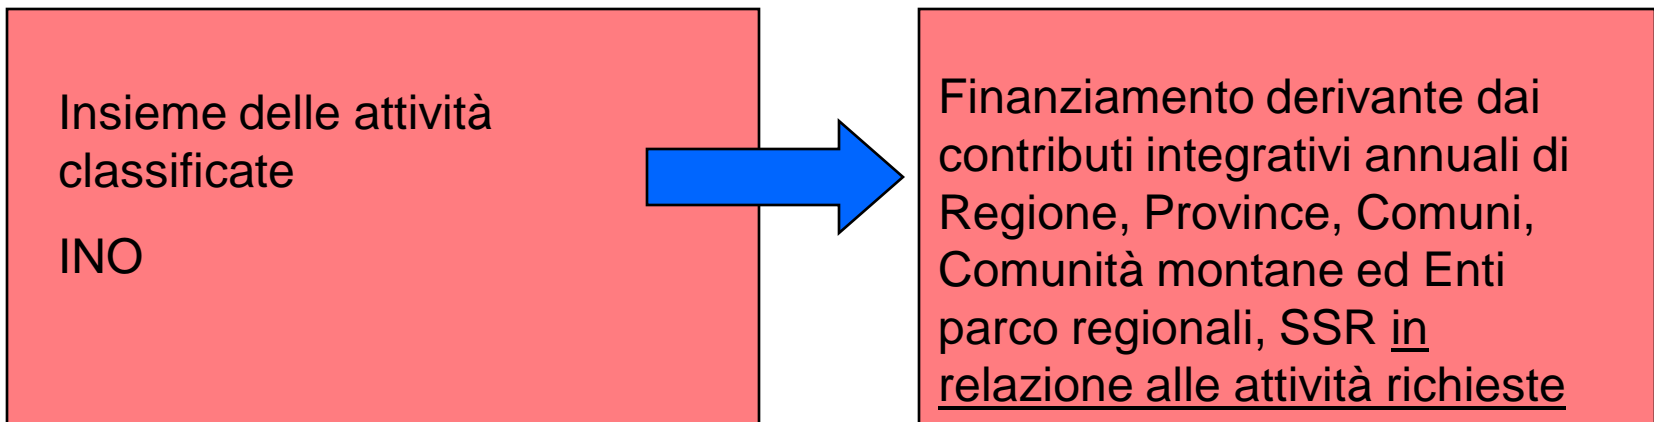 Insieme delle attività
classificate
INO
Finanziamento derivante dai
contributi integrativi annuali di
Regione, Province, Comuni,
Comunità montane ed Enti
parco regionali, SSR in
relazione alle attività richieste